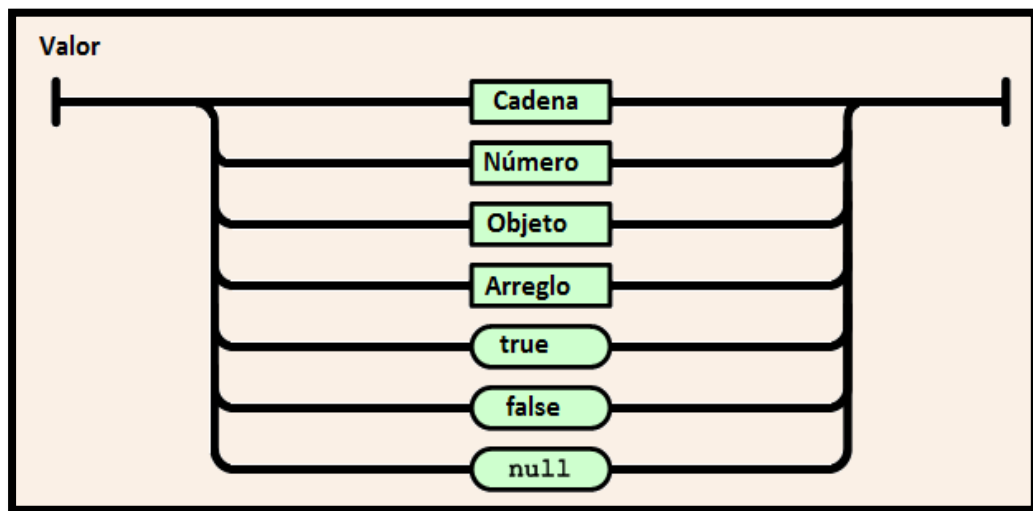 Valor
Cadena
Número
Objeto
Arreglo
true
false
null